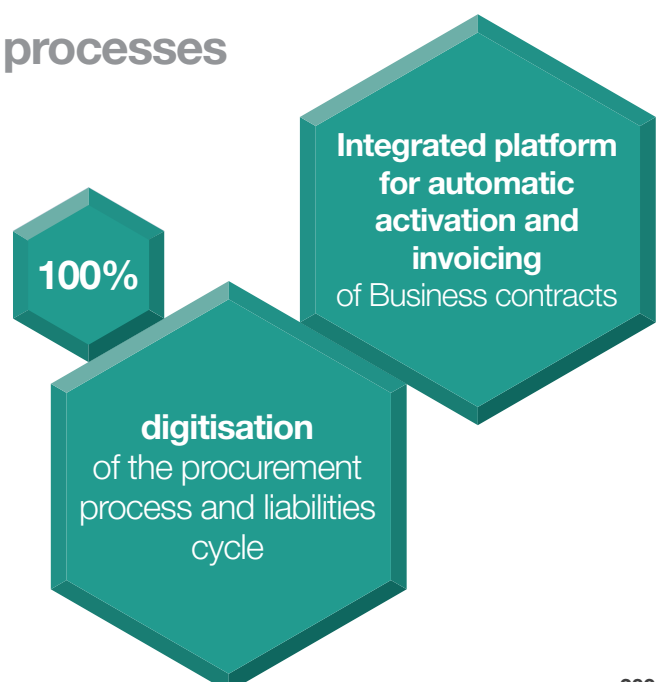 processes
Integrated platform
for automatic
activation and
invoicing
of Business contracts
100%
digitisation
of the procurement
process and liabilities
cycle